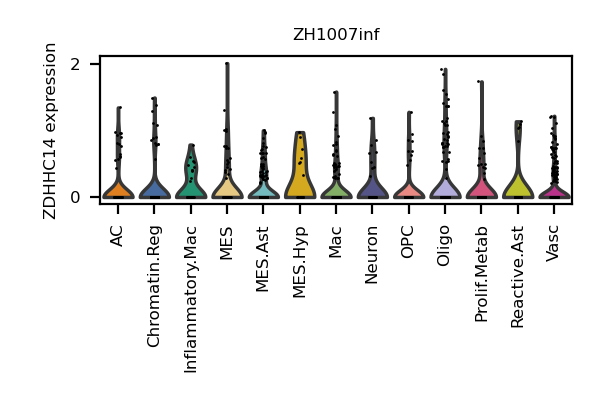 ZH1007inf
ZDHHC14 expression
2
0
AC
Chromatin.Reg
Inflammatory.Mac
MES
MES.Ast
MES.Hyp
Mac
Neuron
OPC
Oligo
Prolif.Metab
Reactive.Ast
Vasc